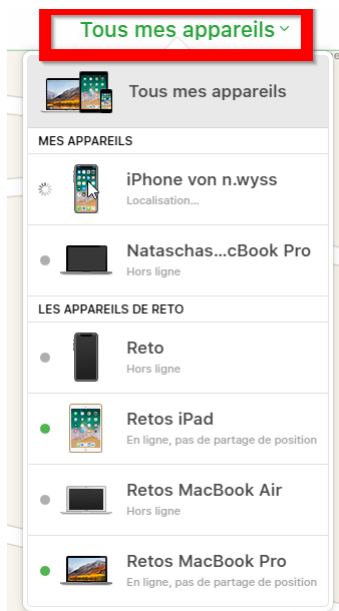 Tous mes appareils
Tous mes appareils
MES APPAREILS
iPhone von n.wyss
Localisation...
Nataschas...cBook Pro
Hors ligne
LES APPAREILS DE RETO
Reto
Hors ligne
Retos iPad
En ligne, pas de partage de position
Retos MacBook Air
Hors ligne
Retos MacBook Pro
En ligne, pas de partage de position